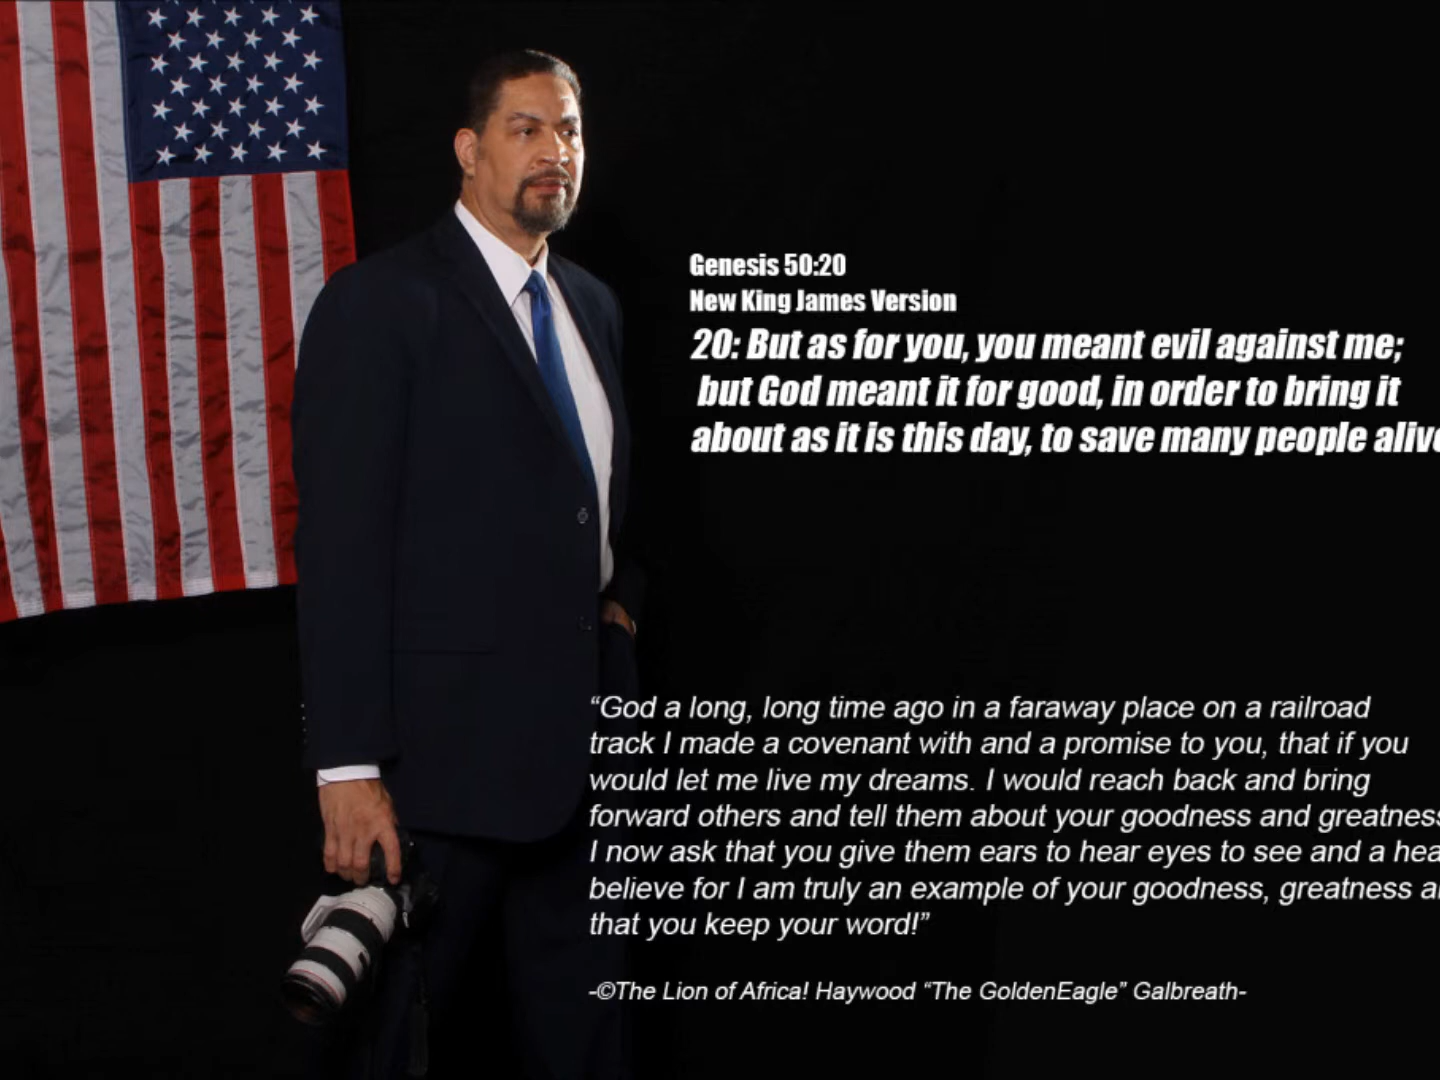 Genesis 50:20
New King James Version
20: But as for you, you meant evil against me;
but God meant it for good, in order to bring it
about as it is this day, to save many people alive
“God a long, long time ago in a faraway place on a railroad
track I made a covenant with and a promise to you, that if you
would let me live my dreams. I would reach back and bring
forward others and tell them about your goodness and greatness
I now ask that you give them ears to hear eyes to see and a
believe for I am truly an example of your goodness, greatness
that you keep your word!”
-©The Lion of Africa! Haywood “The GoldenEagle” Galbreath-